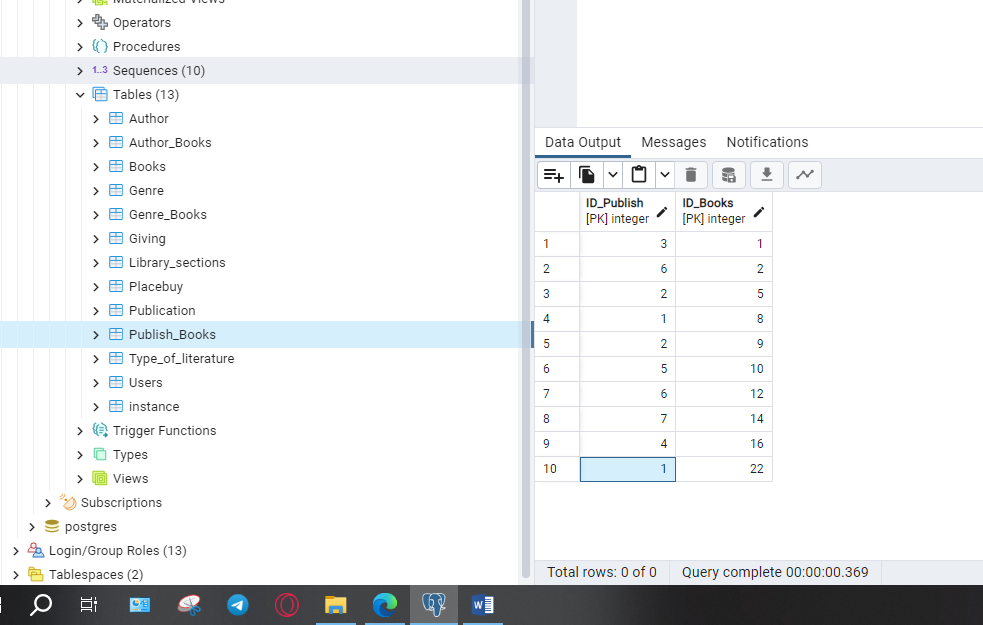 Materialized Views
Operators
Procedures
1..3 Sequences (10)
Tables (13)
Author
Author_Books
Books
Genre
Genre_Books
Giving
Library_sections
Placebuy
Publication
Publish_Books
Type_of_literature
Users
instance
Trigger Functions
Types
Views
Subscriptions
postgres
Login/Group Roles (13)
Tablespaces (2)
Data Output Messages Notifications
ID_Publish ID_Books
[PK] integer [PK] integer
1 3 1
2 6 2
3 2 5
4 1 8
5 2 9
6 5 10
7 6 12
8 7 14
9 4 16
10 1 22
Total rows: 0 of 0 Query complete 00:00:00.369
W